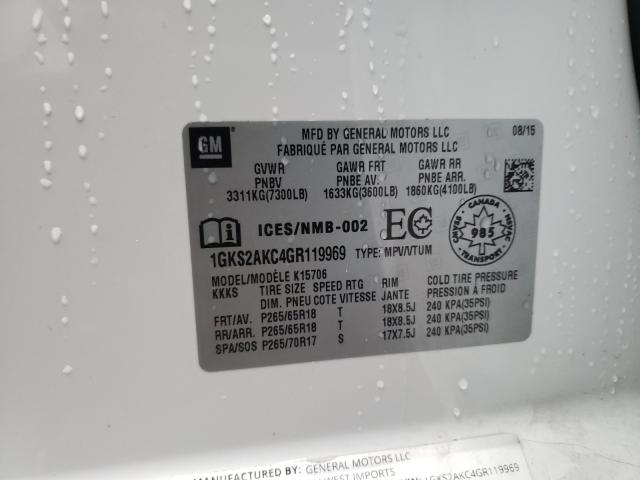 GM
MFD BY GENERAL MOTORS LLC 08/15
FABRIQUÉ PAR GENERAL MOTORS LLC
GVWR GAWR FRT GAWR RR
PNBV PNBE AV. PNBE ARR.
3311KG(7300LB) 1633KG(3600LB) 1860KG(4100LB)
ICES/NMB-002 EC
CANADA
985
1GKS2AKC4GR119969 TYPE: MPV/VTUM
MODEL/MODÈLE K15706
KKKS TIRE SIZE SPEED RTG RIM COLD TIRE PRESSURE
DIM. PNEU COTE VITESSE JANTE PRESSION À FROID
FRT/AV. P265/65R18 T 18X8.5J 240 KPA(35PSI)
RR/ARR P265/65R18 T 18X8.5J 240 KPA(35PSI)
SPA/SOS P265/70R17 S 17X7.5J 240 KPA(35PSI)
GENERAL MOTORS LLC
IMPORTS
1GKS2AKC4GR119969